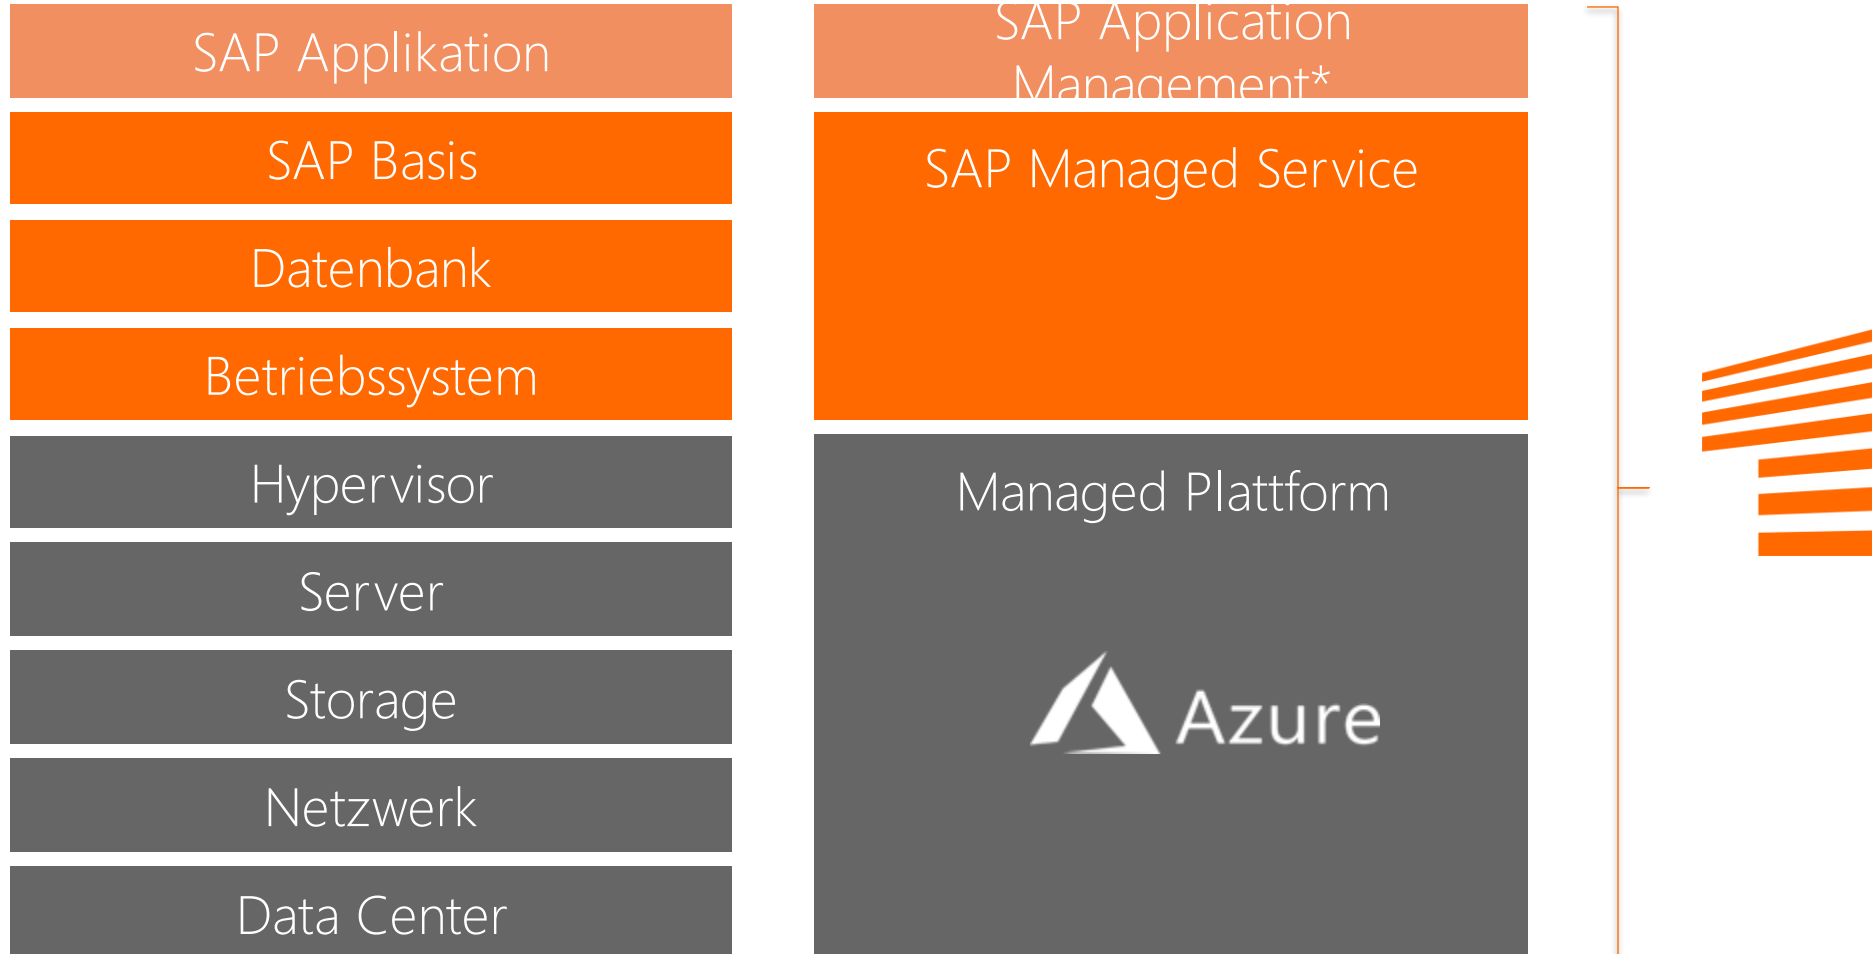 SAP Applikation
SAP Basis
Datenbank
Betriebssystem
Hypervisor
Server
Storage
Netzwerk
Data Center
SAP Application
Management*
SAP Managed Service
Managed Plattform
Azure